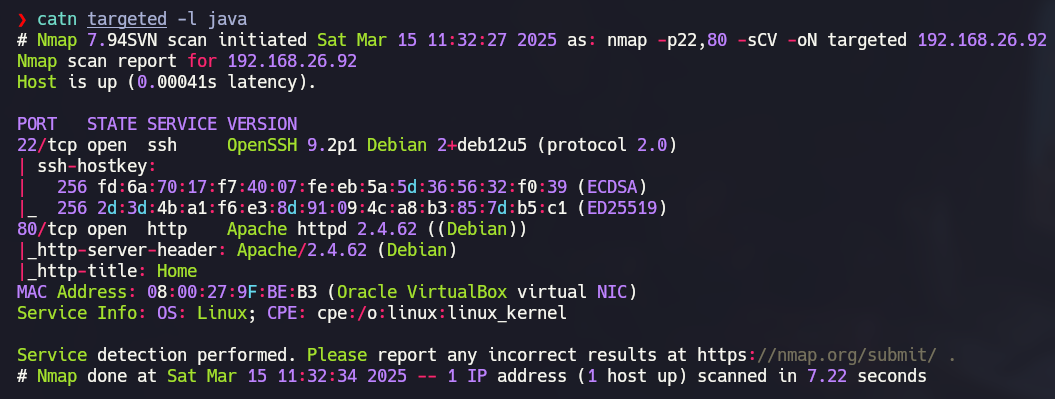 ❯ catn targeted -l java
# Nmap 7.94SVN scan initiated Sat Mar 15 11:32:27 2025 as: nmap -p22,80 -sCV -oN targeted 192.168.26.92
Nmap scan report for 192.168.26.92
Host is up (0.00041s latency).

PORT   STATE SERVICE VERSION
22/tcp open  ssh     OpenSSH 9.2p1 Debian 2+deb12u5 (protocol 2.0)
| ssh-hostkey:
|   256 fd:6a:70:17:f7:40:07:fe:eb:5a:5d:36:56:32:f0:39 (ECDSA)
|_  256 2d:3d:4b:a1:f6:e3:8d:91:09:4c:a8:b3:85:7d:b5:c1 (ED25519)
80/tcp open  http    Apache httpd 2.4.62 ((Debian))
|_http-server-header: Apache/2.4.62 (Debian)
|_http-title: Home
MAC Address: 08:00:27:9F:BE:B3 (Oracle VirtualBox virtual NIC)
Service Info: OS: Linux; CPE: cpe:/o:linux:linux_kernel

Service detection performed. Please report any incorrect results at https://nmap.org/submit/ .
# Nmap done at Sat Mar 15 11:32:34 2025 -- 1 IP address (1 host up) scanned in 7.22 seconds